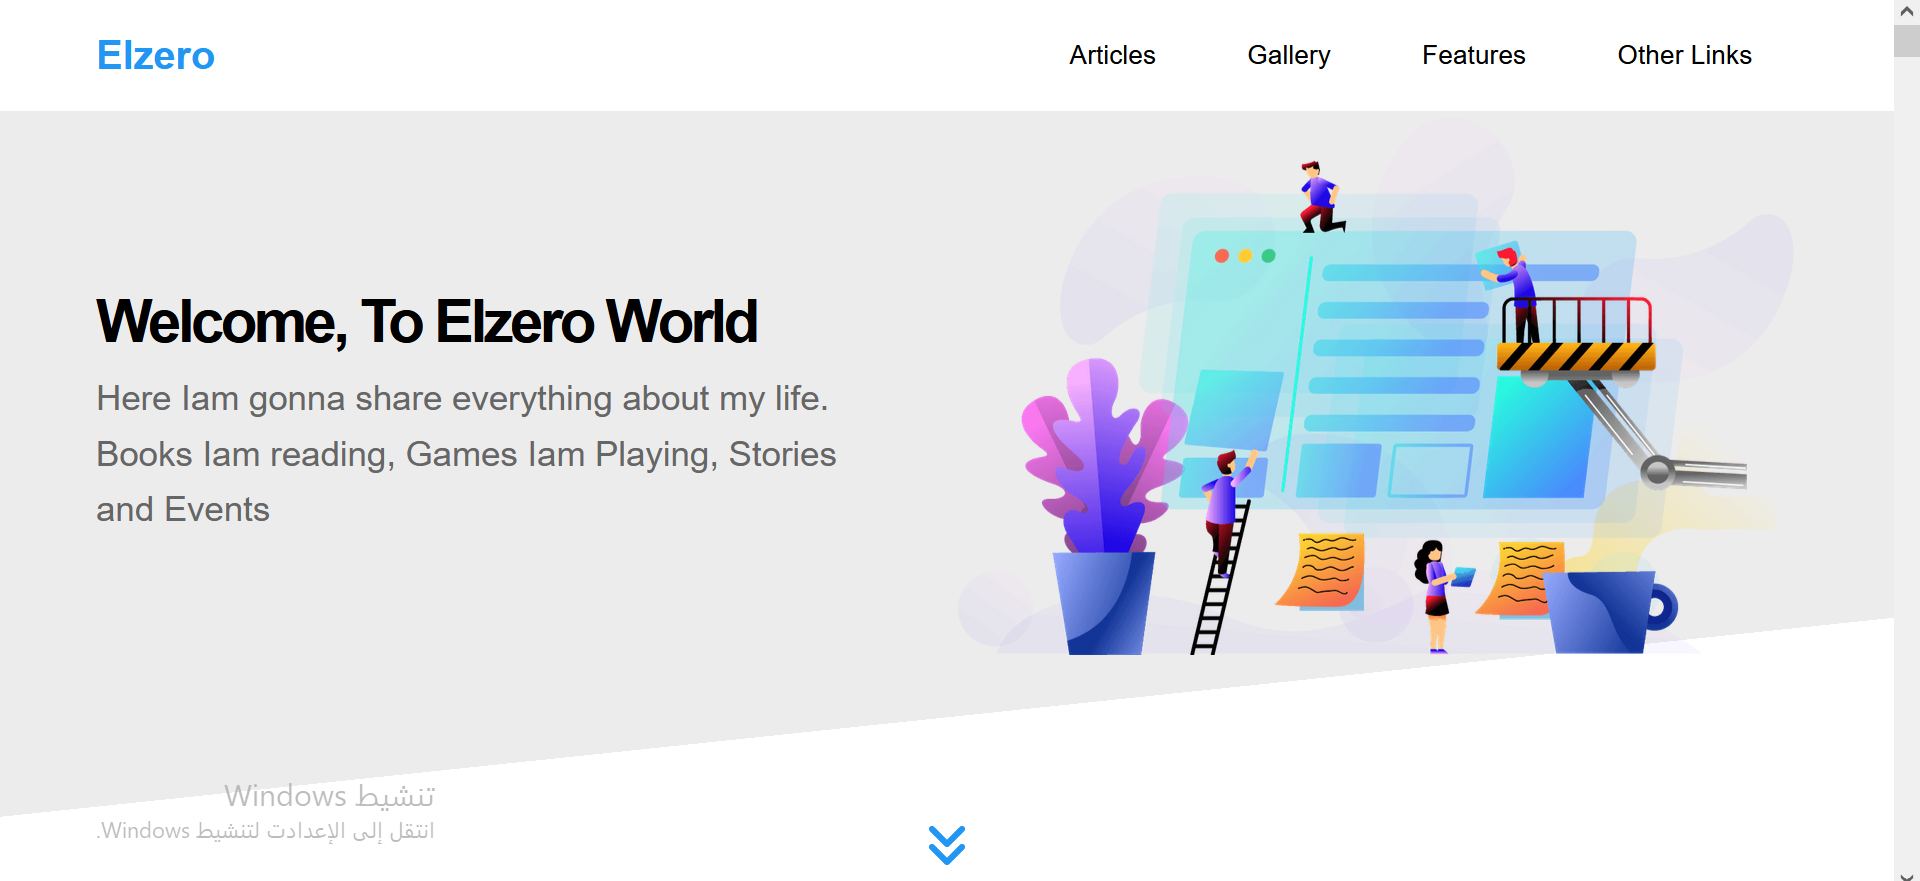 Elzero
Articles
Gallery
Features
Other Links
Welcome, To Elzero World
Here Iam gonna share everything about my life.
Books Iam reading, Games Iam Playing, Stories
and Events
تنشيط Windows
انتقل إلى الإعدادت لتنشيط Windows.